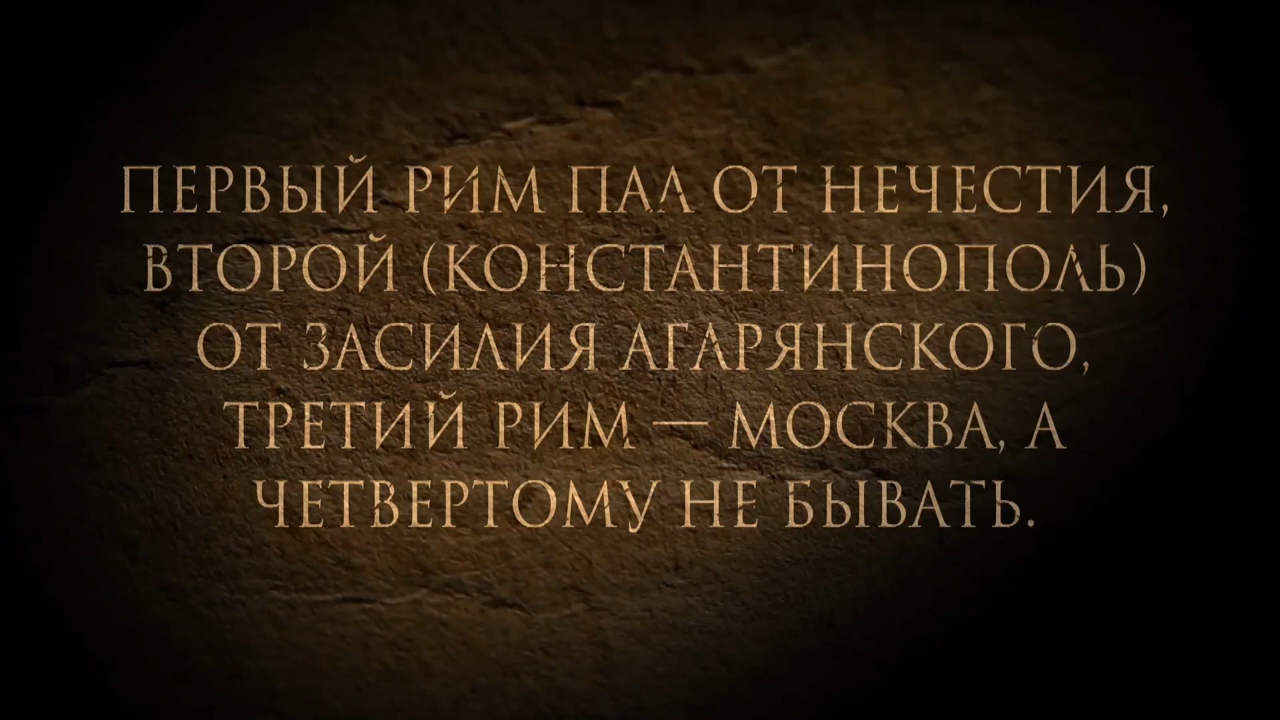 ПЕРВЫЙ РИМ ПАЛ ОТ НЕЧЕСТИЯ,
ВТОРОЙ (КОНСТАНТИНОПОЛЬ)
ОТ ЗАСИЛИЯ АГАРЯНСКОГО,
ТРЕТИЙ РИМ — МОСКВА, А
ЧЕТВЕРТОМУ НЕ БЫВАТЬ.